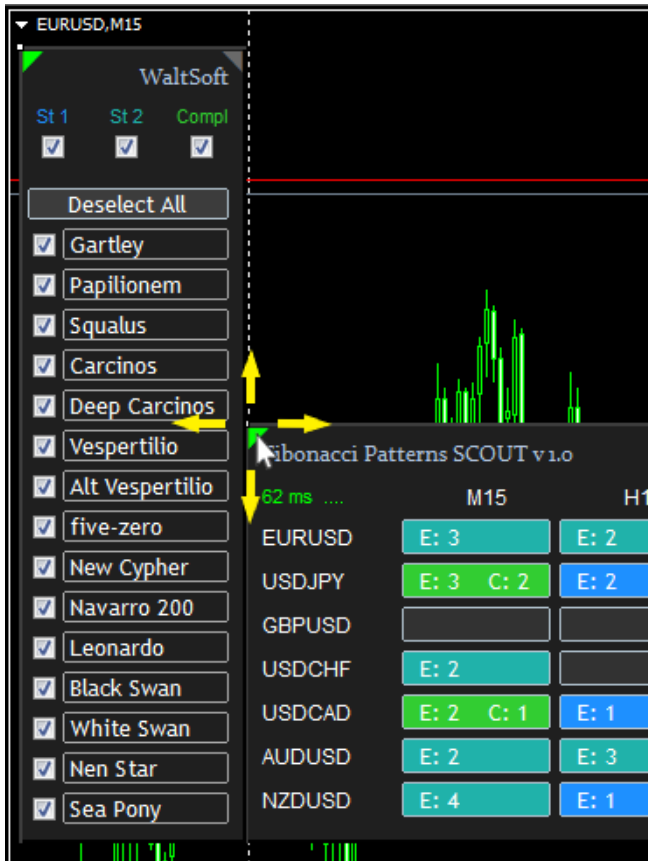 EURUSD,M15
WaltSoft
St 1 St 2 Compl
Deselect All
Gartley
Papilionem
Squalus
Carcinos
Deep Carcinos
Vespertilio
Alt Vespertilio
five-zero
New Cypher
Navarro 200
Leonardo
Black Swan
White Swan
Nen Star
Sea Pony
Fibonacci Patterns SCOUT v 1.0
62 ms .... M15 H1
EURUSD E: 3 E: 2
USDJPY E: 3 C: 2 E: 2
GBPUSD
USDCHF E: 2
USDCAD E: 2 C: 1 E: 1
AUDUSD E: 2 E: 3
NZDUSD E: 4 E: 1